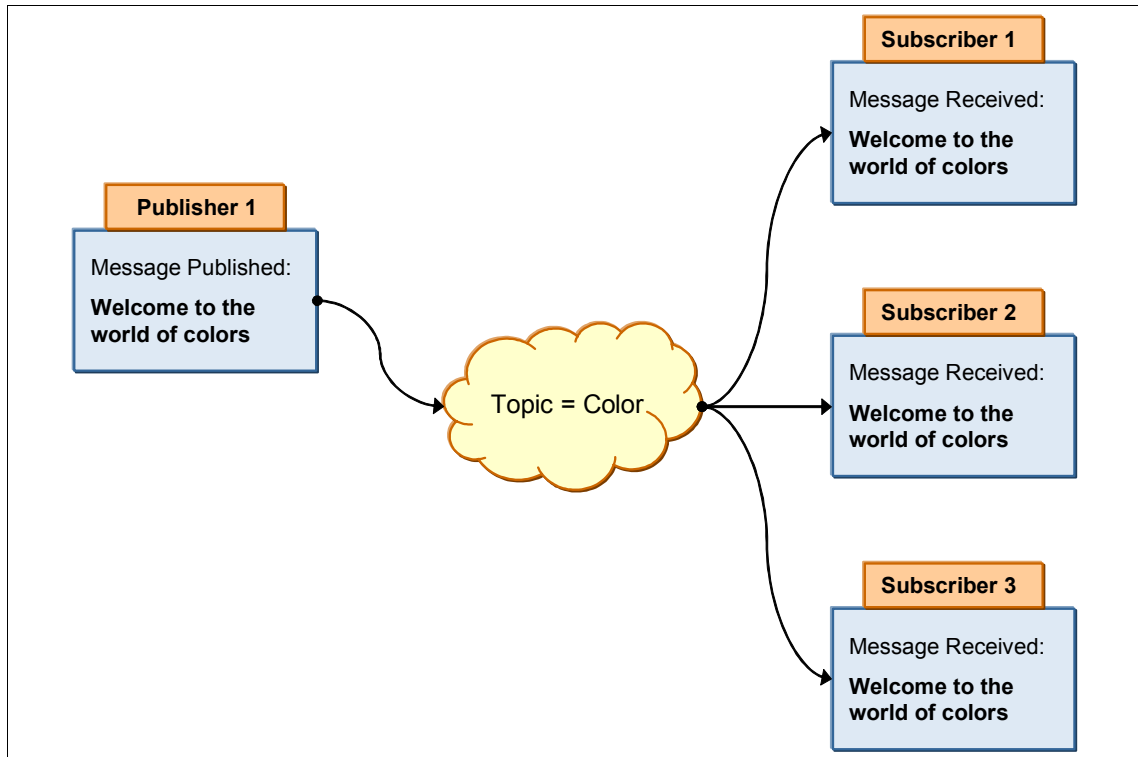 Publisher 1
Message Published:
Welcome to the
world of colors
Topic = Color
Subscriber 1
Message Received:
Welcome to the
world of colors
Subscriber 2
Message Received:
Welcome to the
world of colors
Subscriber 3
Message Received:
Welcome to the
world of colors